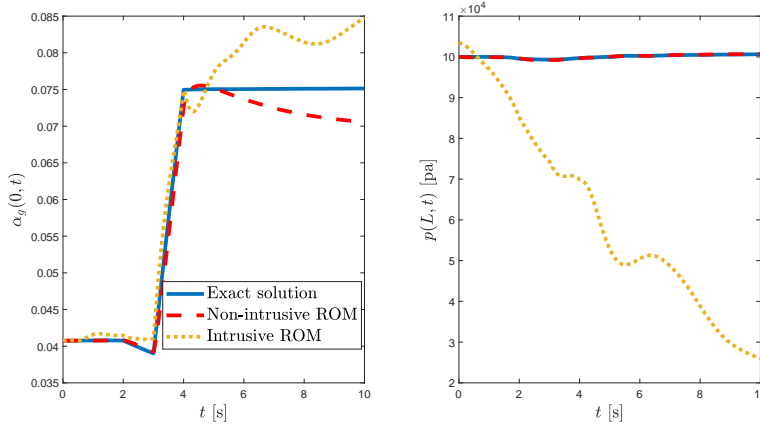 0.085
0.08
0.075
0.07
0.065
0.06
0.055
0.05
0.045
0.04
0.035
0 2 4 6 8 10
t [s]
α_g(0, t)
Exact solution
Non-intrusive ROM
Intrusive ROM
×10⁴
11
10
9
8
7
6
5
4
3
2
0 2 4 6 8 10
t [s]
p(L, t) [pa]